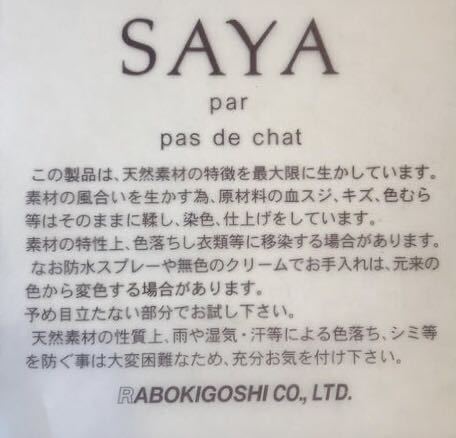 SAYA
par
pas de chat
この製品は、天然素材の特徴を最大限に生かしています。
素材の風合いを生かす為、原材料の血スジ、キズ、色むら
等はそのままに鞣し、染色、仕上げをしています。
素材の特性上、色落ちし衣類等に移染する場合があります。
なお防水スプレーや無色のクリームでお手入れは、元来の
色から変色する場合があります。
予め目立たない部分でお試し下さい。
天然素材の性質上、雨や湿気・汗等による色落ち、シミ等
を防ぐ事は大変困難なため、充分お気を付け下さい。
RABOKIGOSHI CO., LTD.